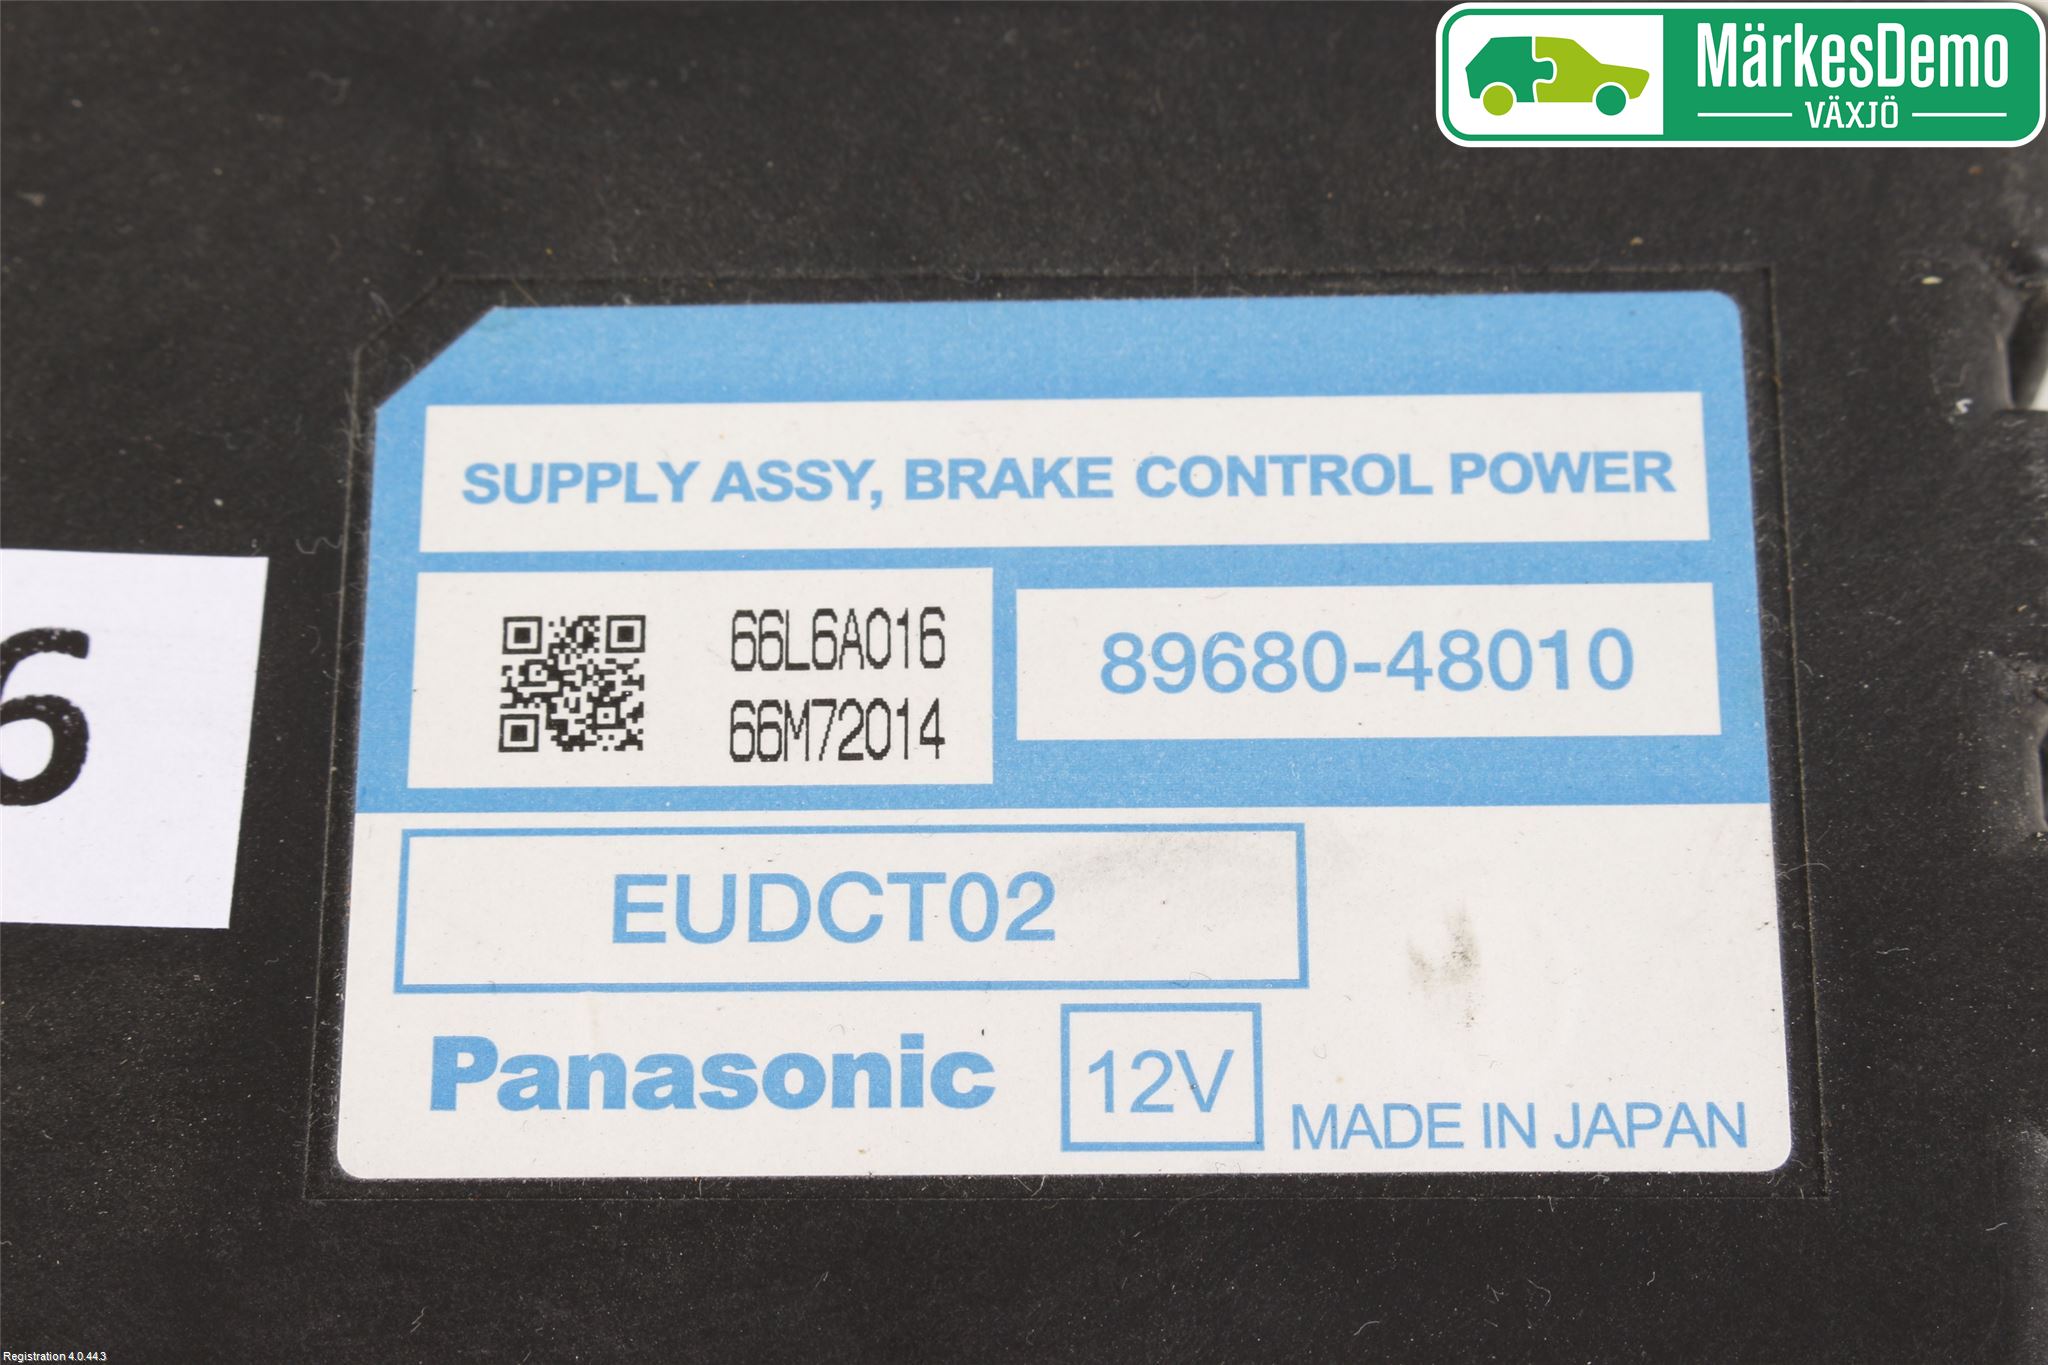 MärkesDemo
VÄXJÖ
SUPPLY ASSY, BRAKE CONTROL POWER
66L6A016
66M72014
89680-48010
6
EUDCT02
Panasonic
12V
MADE IN JAPAN
Registration 4.0.44.3